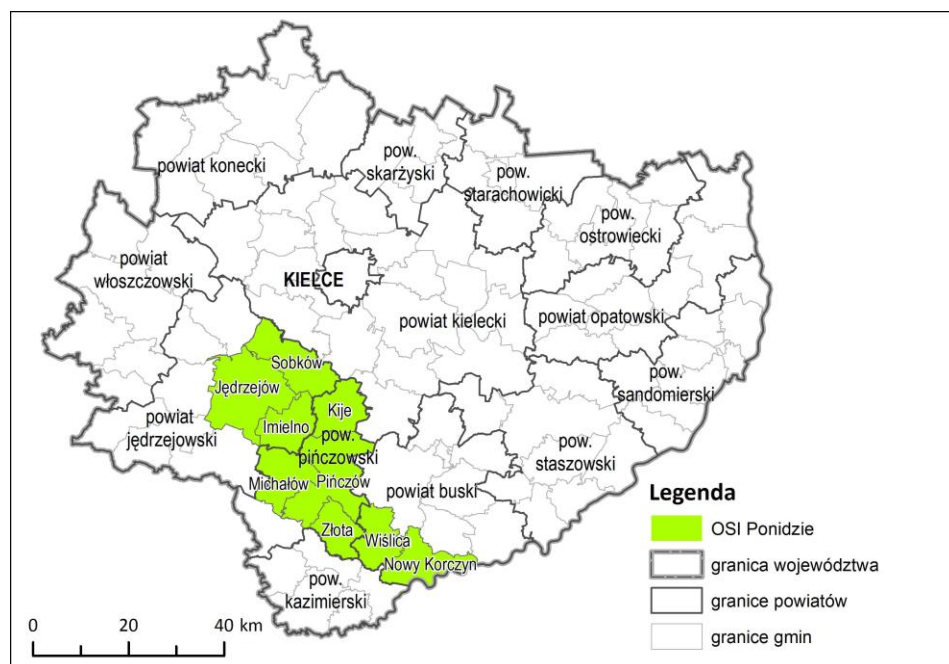 powiat konecki
pow.
skarżyski
pow.
starachowicki
pow.
ostrowiecki
powiat
włoszczowski
KIELCE
powiat kielecki
powiat opatowski
Sobków
Jędrzejów
Kije
pow.
sandomierski
powiat
jędrzejowski
Imielno
pow.
pińczowski
pow.
staszowski
Michałów
Pińczów
powiat buski
Złota
Wiślica
Nowy Korczyn
pow.
kazimierski
Legenda
OSI Ponidzie
granica województwa
granice powiatów
granice gmin
0 20 40 km